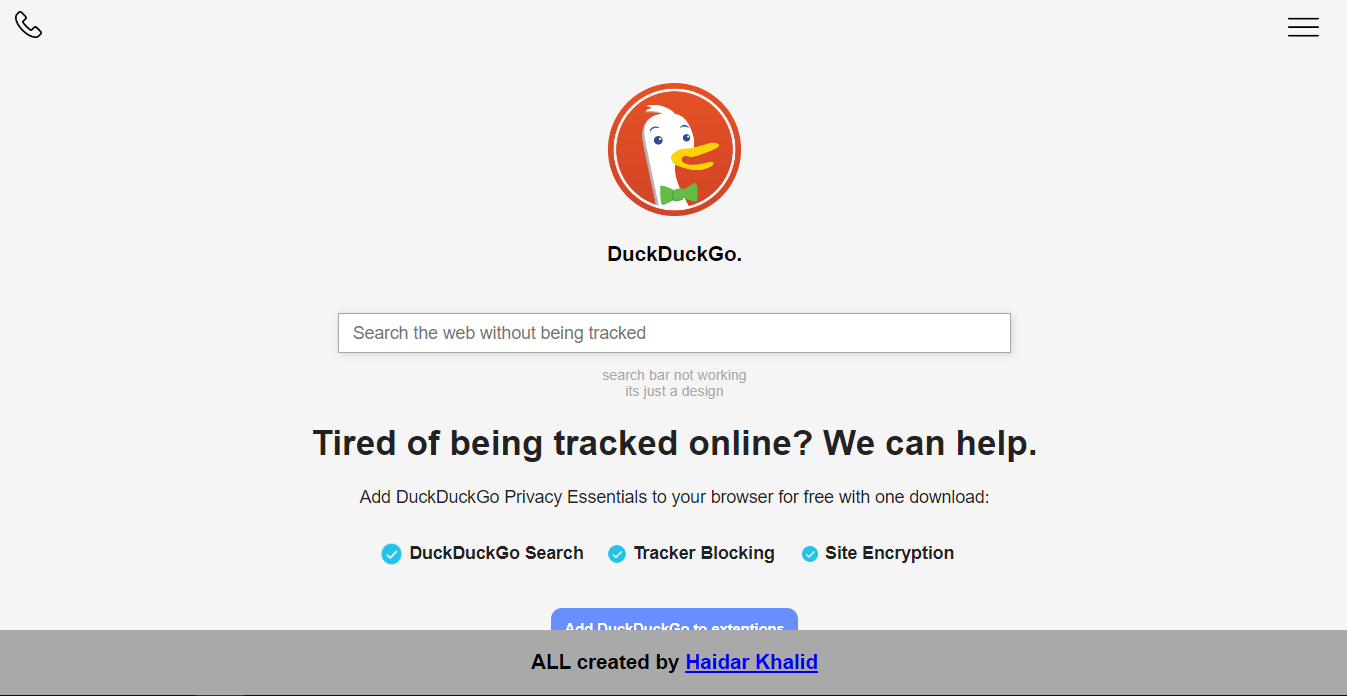 DuckDuckGo.
Search the web without being tracked
search bar not working
its just a design
Tired of being tracked online? We can help.
Add DuckDuckGo Privacy Essentials to your browser for free with one download:
DuckDuckGo Search Tracker Blocking Site Encryption
Add DuckDuckGo to extentions
ALL created by Haidar Khalid